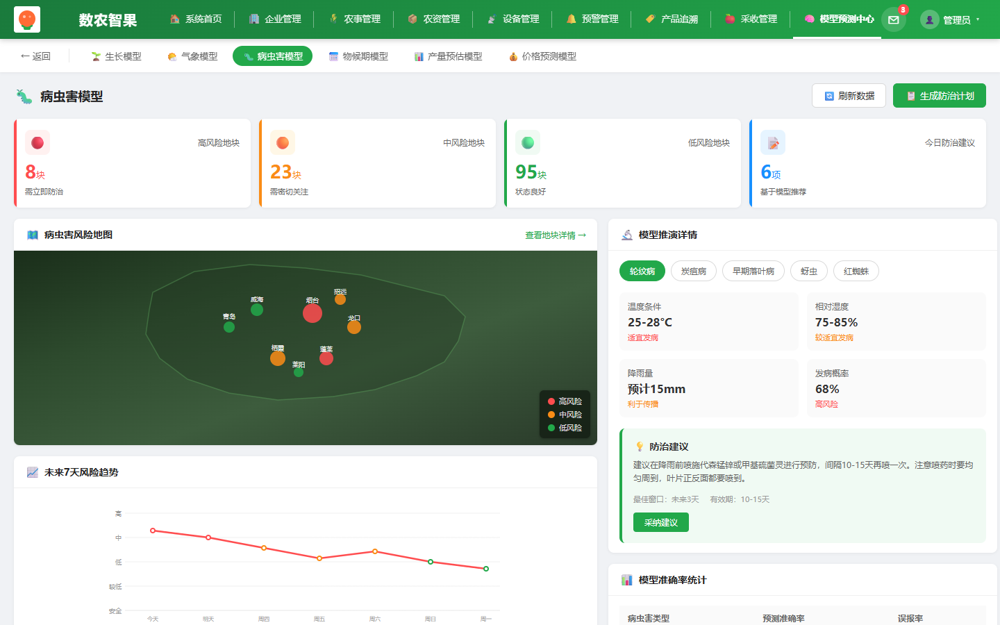 数农智果
系统首页
企业管理
农事管理
农资管理
设备管理
预警管理
产品追溯
采收管理
模型预测中心
3
管理员
← 返回
生长模型
气象模型
病虫害模型
物候期模型
产量预估模型
价格预测模型
病虫害模型
刷新数据
生成防治计划
高风险地块
8块
需立即防治
中风险地块
23块
需密切关注
低风险地块
95块
状态良好
今日防治建议
6项
基于模型推荐
病虫害风险地图
查看地块详情 →
招远
威海
烟台
青岛
龙口
栖霞
蓬莱
莱阳
高风险
中风险
低风险
未来7天风险趋势
高
中
低
较低
安全
今天
明天
周四
周五
周六
周日
周一
模型推演详情
轮纹病
炭疽病
早期落叶病
蚜虫
红蜘蛛
温度条件
25-28°C
适宜发病
相对湿度
75-85%
较适宜发病
降雨量
预计15mm
利于传播
发病概率
68%
高风险
防治建议
建议在降雨前喷施代森锰锌或甲基硫菌灵进行预防，间隔10-15天再喷一次。注意喷药时要均
匀周到，叶片正反面都要喷到。
最佳窗口：未来3天
有效期：10-15天
采纳建议
模型准确率统计
病虫害类型
预测准确率
误报率